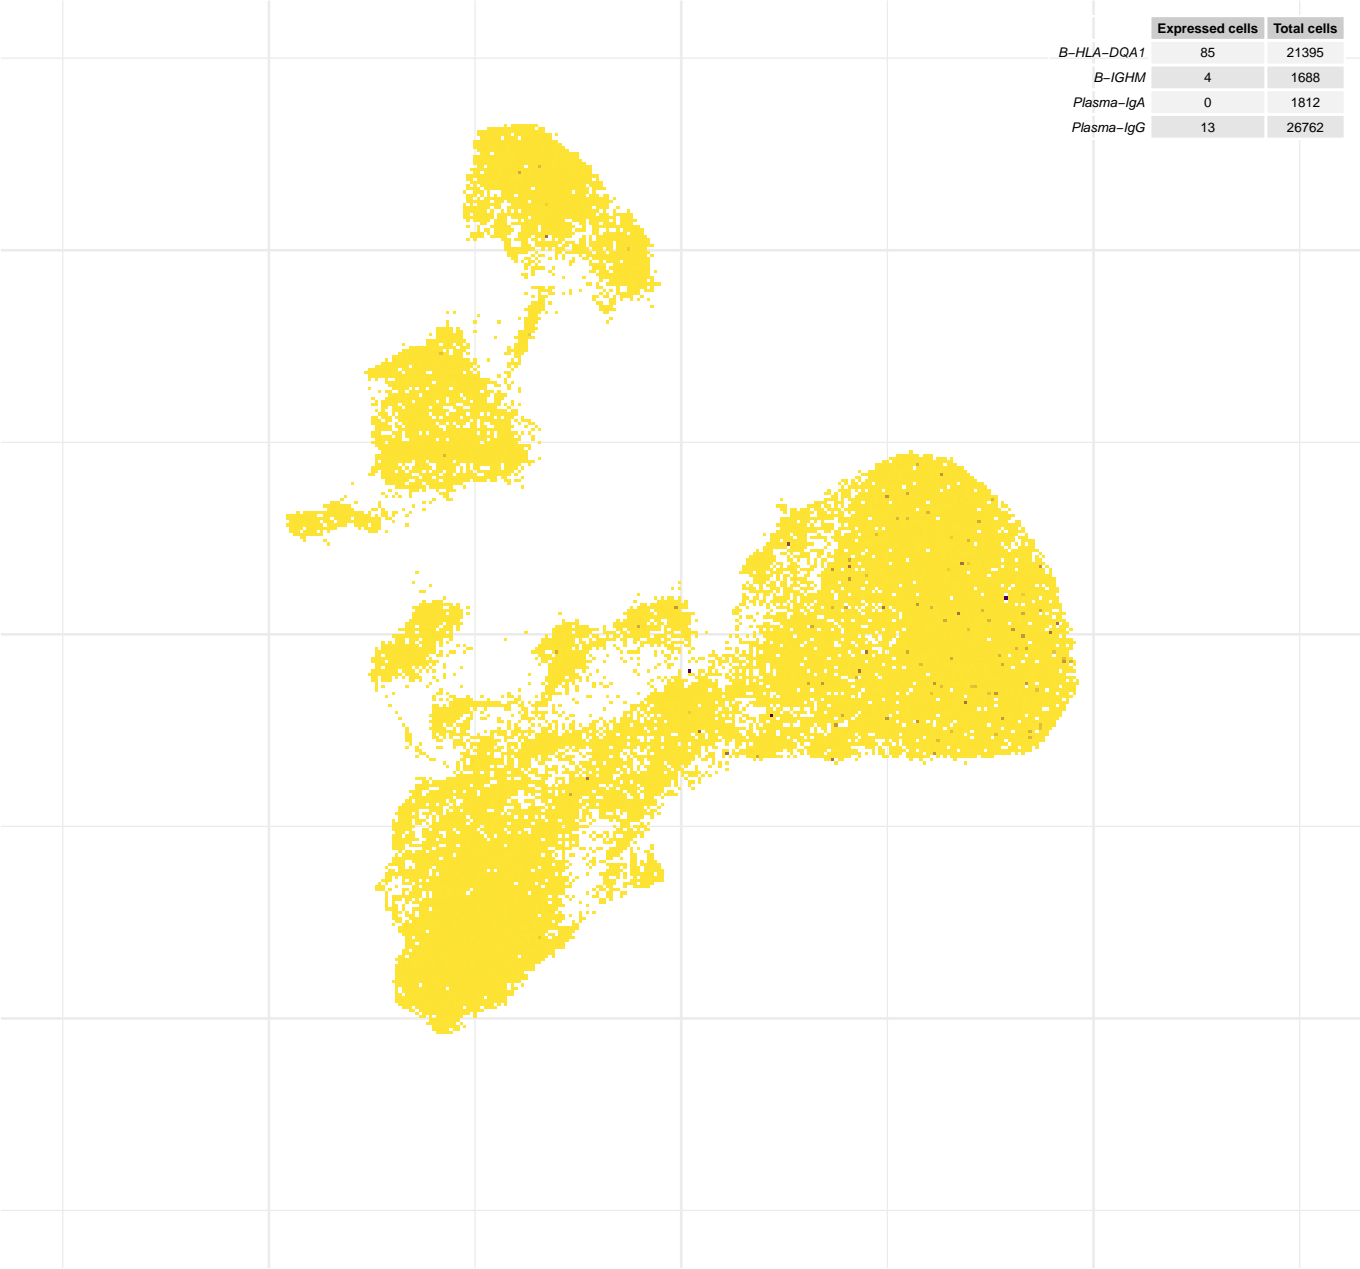 Expressed cells Total cells
B−HLA−DQA1 85 21395
B−IGHM 4 1688
Plasma−IgA 0 1812
Plasma−IgG 13 26762